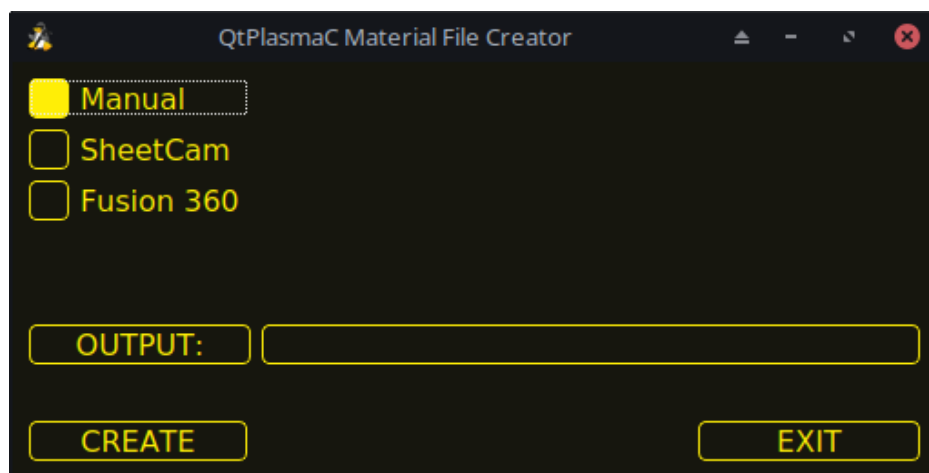 QtPlasmaC Material File Creator
Manual
SheetCam
Fusion 360
OUTPUT:
CREATE EXIT